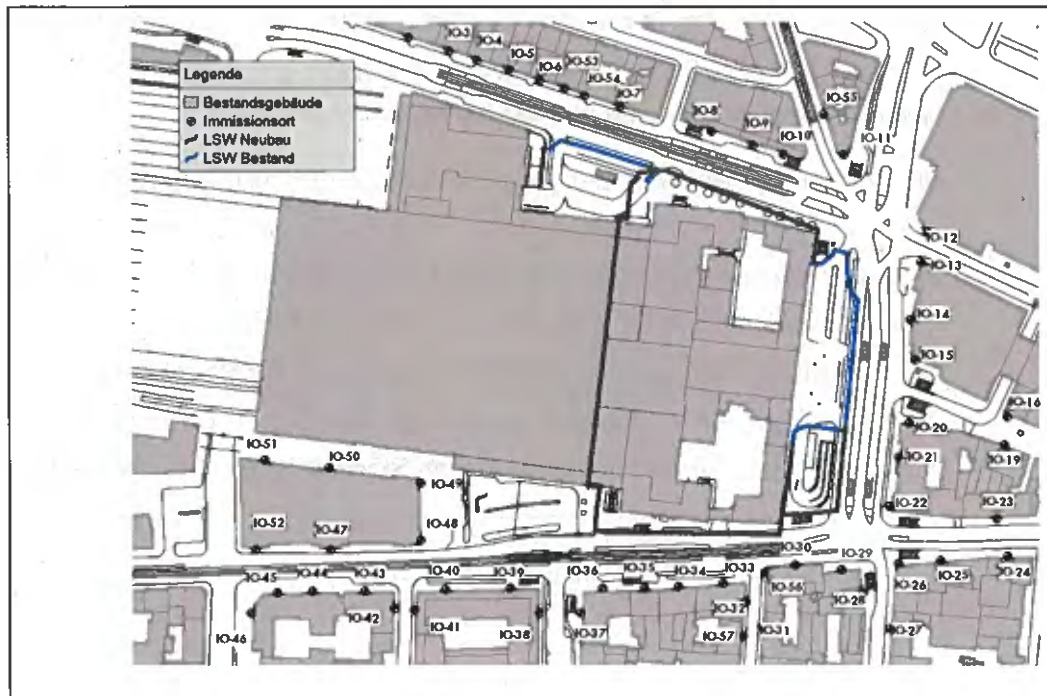 IO-3
IO-4
IO-5
IO-6
IO-53
IO-54
IO-7
Legende
Bestandsgebäude
Immissionsort
LSW Neubau
LSW Bestand
IO-8
IO-9
IO-10
IO-55
IO-11
IO-12
IO-13
IO-14
IO-15
IO-16
IO-20
IO-19
IO-21
IO-51
IO-50
IO-49
IO-22
IO-23
IO-52
IO-47
IO-48
IO-30
IO-29
IO-45
IO-44
IO-43
IO-40
IO-39
IO-36
IO-35
IO-34
IO-33
IO-56
IO-28
IO-26
IO-25
IO-24
IO-46
IO-42
IO-41
IO-38
IO-37
IO-32
IO-57
IO-31
IO-27